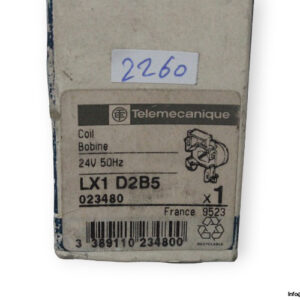 2260
Telemecanique
Coil
Bobine
24V 50Hz
LX1 D2B5
023480
x1
France 9523
3 389110 234800
RECYCLABLE